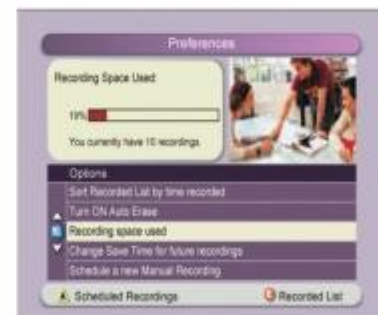 Preferences
Recording Space Used:
19%
You currently have 10 recordings.
Options
Sort Recorded List by time recorded
Turn ON Auto Erase
Recording space used
Change Save Time for future recordings
Schedule a new Manual Recording
Scheduled Recordings
Recorded List